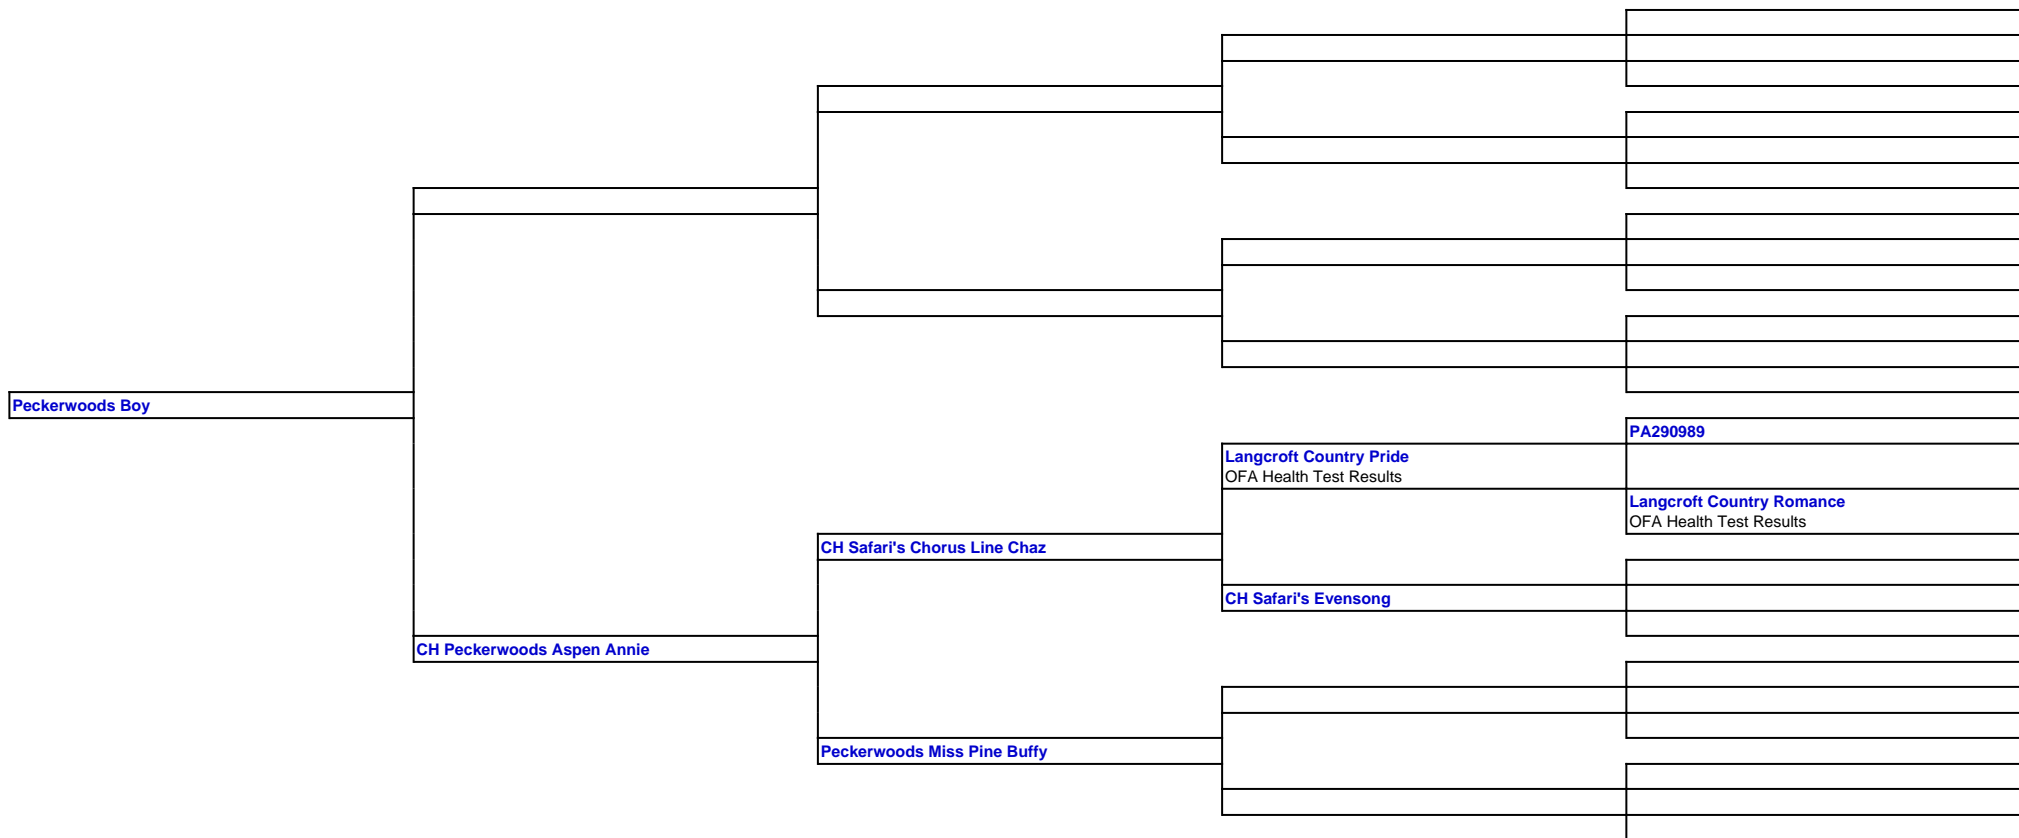 Peckerwoods Boy
PA290989
Langcroft Country Pride
OFA Health Test Results
Langcroft Country Romance
OFA Health Test Results
CH Safari's Chorus Line Chaz
CH Safari's Evensong
CH Peckerwoods Aspen Annie
Peckerwoods Miss Pine Buffy